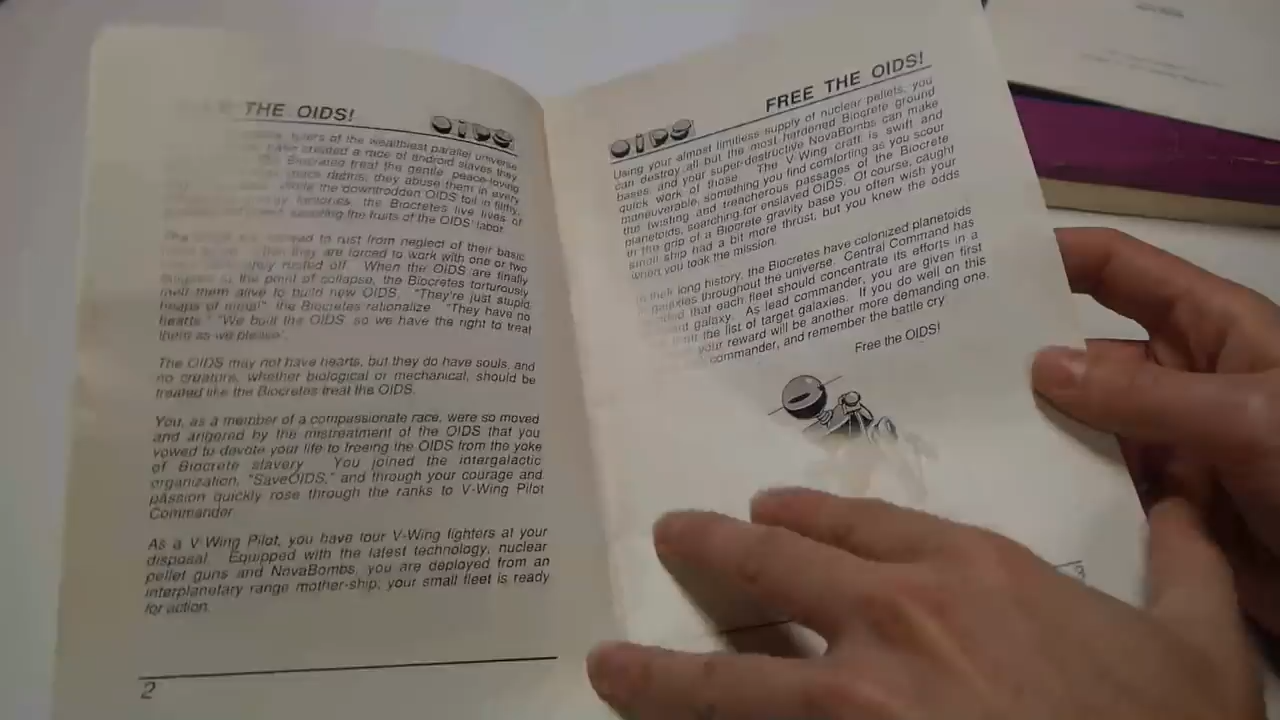 THE OIDS!
OIDS
rulers of the wealthiest parallel universe
created a race of android slaves they
the Biocretes treat the gentle, peace-loving
debris; they abuse them in every
While the downtrodden OIDS toil in filthy,
factories, the Biocretes live lives of
the fruits of the OIDS' labor.
to rust from neglect of their basic
they are forced to work with one or two
rusted off. When the OIDS are finally
to the point of collapse, the Biocretes torturously
melt them alive to build new OIDS. "They're just stupid
heaps of metal", the Biocretes rationalize. "They have no
hearts." "We built the OIDS, so we have the right to treat
them as we please".
The OIDS may not have hearts, but they do have souls, and
no creators, whether biological or mechanical, should be
treated like the Biocretes treat the OIDS.
You, as a member of a compassionate race, were so moved
and angered by the mistreatment of the OIDS that you
vowed to devote your life to freeing the OIDS from the yoke
of Biocrete slavery. You joined the intergalactic
organization, "SaveOIDS," and through your courage and
passion quickly rose through the ranks to V-Wing Pilot
Commander.
As a V-Wing Pilot, you have four V-Wing fighters at your
disposal. Equipped with the latest technology, nuclear
pellet guns and NovaBombs, you are deployed from an
interplanetary range mother-ship; your small fleet is ready
for action.
2
FREE THE OIDS!
OIDS
Using your almost limitless supply of nuclear pellets, you
can destroy all but the most hardened Biocrete ground
bases, and your super-destructive NovaBombs can make
quick work of those. The V-Wing craft is swift and
maneuverable, something you find comforting as you scour
the twisting and treacherous passages of the Biocrete
planetoids, searching for enslaved OIDS. Of course, caught
in the grip of a Biocrete gravity base you often wish your
small ship had a bit more thrust, but you knew the odds
when you took the mission.
their long history, the Biocretes have colonized planetoids
galaxies throughout the universe. Central Command has
that each fleet should concentrate its efforts in a
galaxy. As lead commander, you are given first
the list of target galaxies. If you do well on this
your reward will be another more demanding one.
commander, and remember the battle cry
Free the OIDS!
3